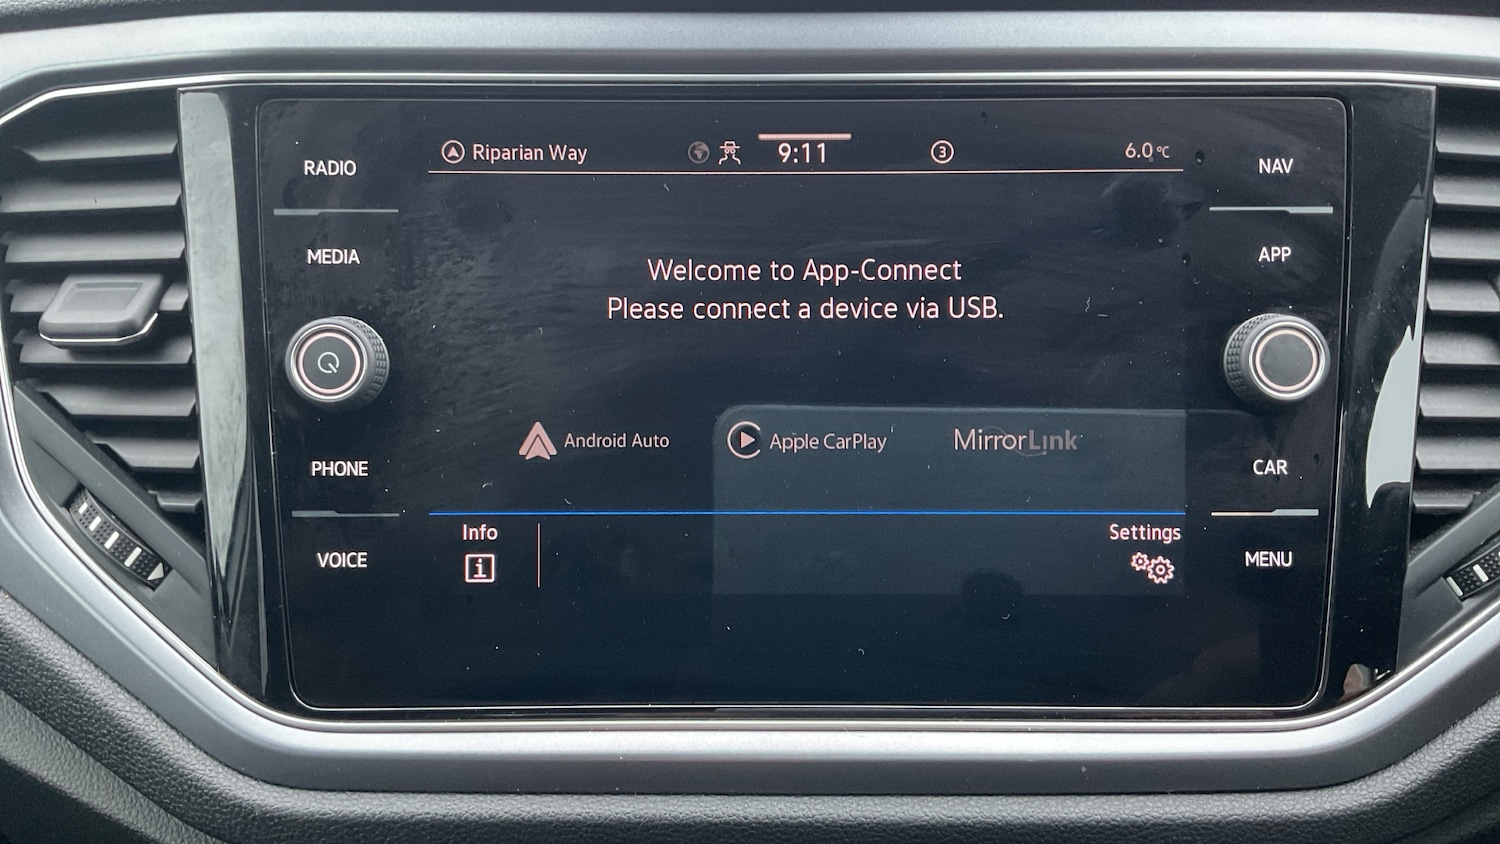 RADIO
MEDIA
PHONE
VOICE
Riparian Way
9:11
3
6.0 °C
Welcome to App-Connect
Please connect a device via USB.
Android Auto
Apple CarPlay
MirrorLink
Info
i
Settings
NAV
APP
CAR
MENU